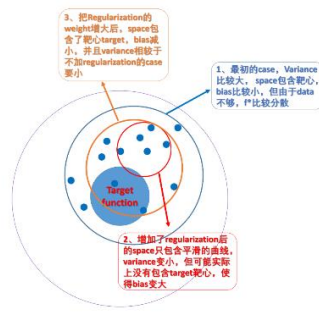 3、把Regularization的
weight增大后，space包
含了靶心target，bias减
小，并且variance相较于
不加regularization的case
要小
1、最初的case，Variance
比较大， space包含靶心，
bias比较小，但由于data
不够，f*比较分散
Target
function
2、增加了regularization后
的space只包含平滑的曲线，
variance变小，但可能实际
上没有包含target靶心，使
得bias变大